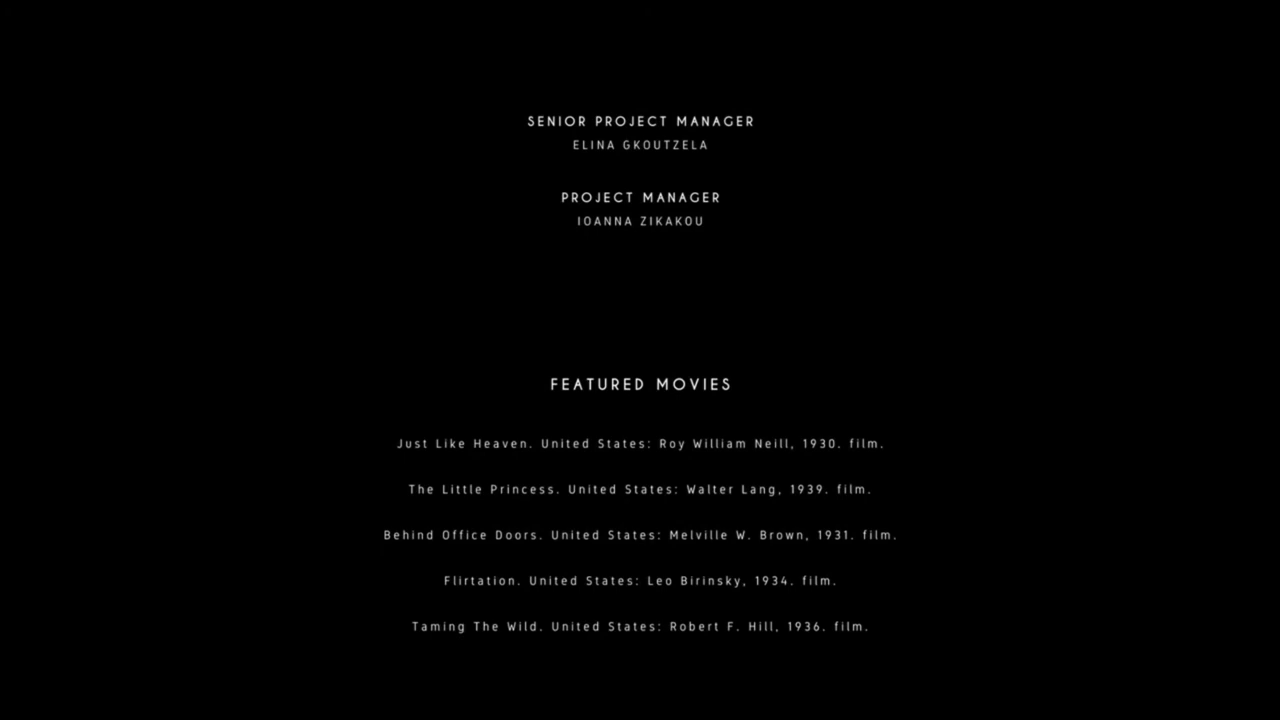 SENIOR PROJECT MANAGER
ELINA GKOUTZELA
PROJECT MANAGER
IOANNA ZIKAKOU
FEATURED MOVIES
Just Like Heaven. United States: Roy William Neill, 1930. film.
The Little Princess. United States: Walter Lang, 1939. film.
Behind Office Doors. United States: Melville W. Brown, 1931. film.
Flirtation. United States: Leo Birinsky, 1934. film.
Taming The Wild. United States: Robert F. Hill, 1936. film.